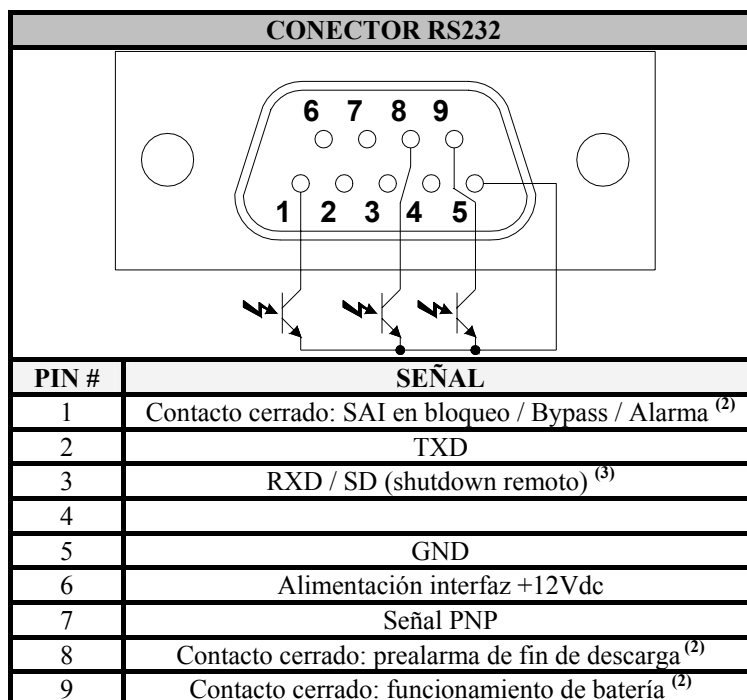 CONECTOR RS232
6 7 8 9
1 2 3 4 5
PIN # SEÑAL
1 Contacto cerrado: SAI en bloqueo / Bypass / Alarma (2)
2 TXD
3 RXD / SD (shutdown remoto) (3)
4
5 GND
6 Alimentación interfaz +12Vdc
7 Señal PNP
8 Contacto cerrado: prealarma de fin de descarga (2)
9 Contacto cerrado: funcionamiento de batería (2)